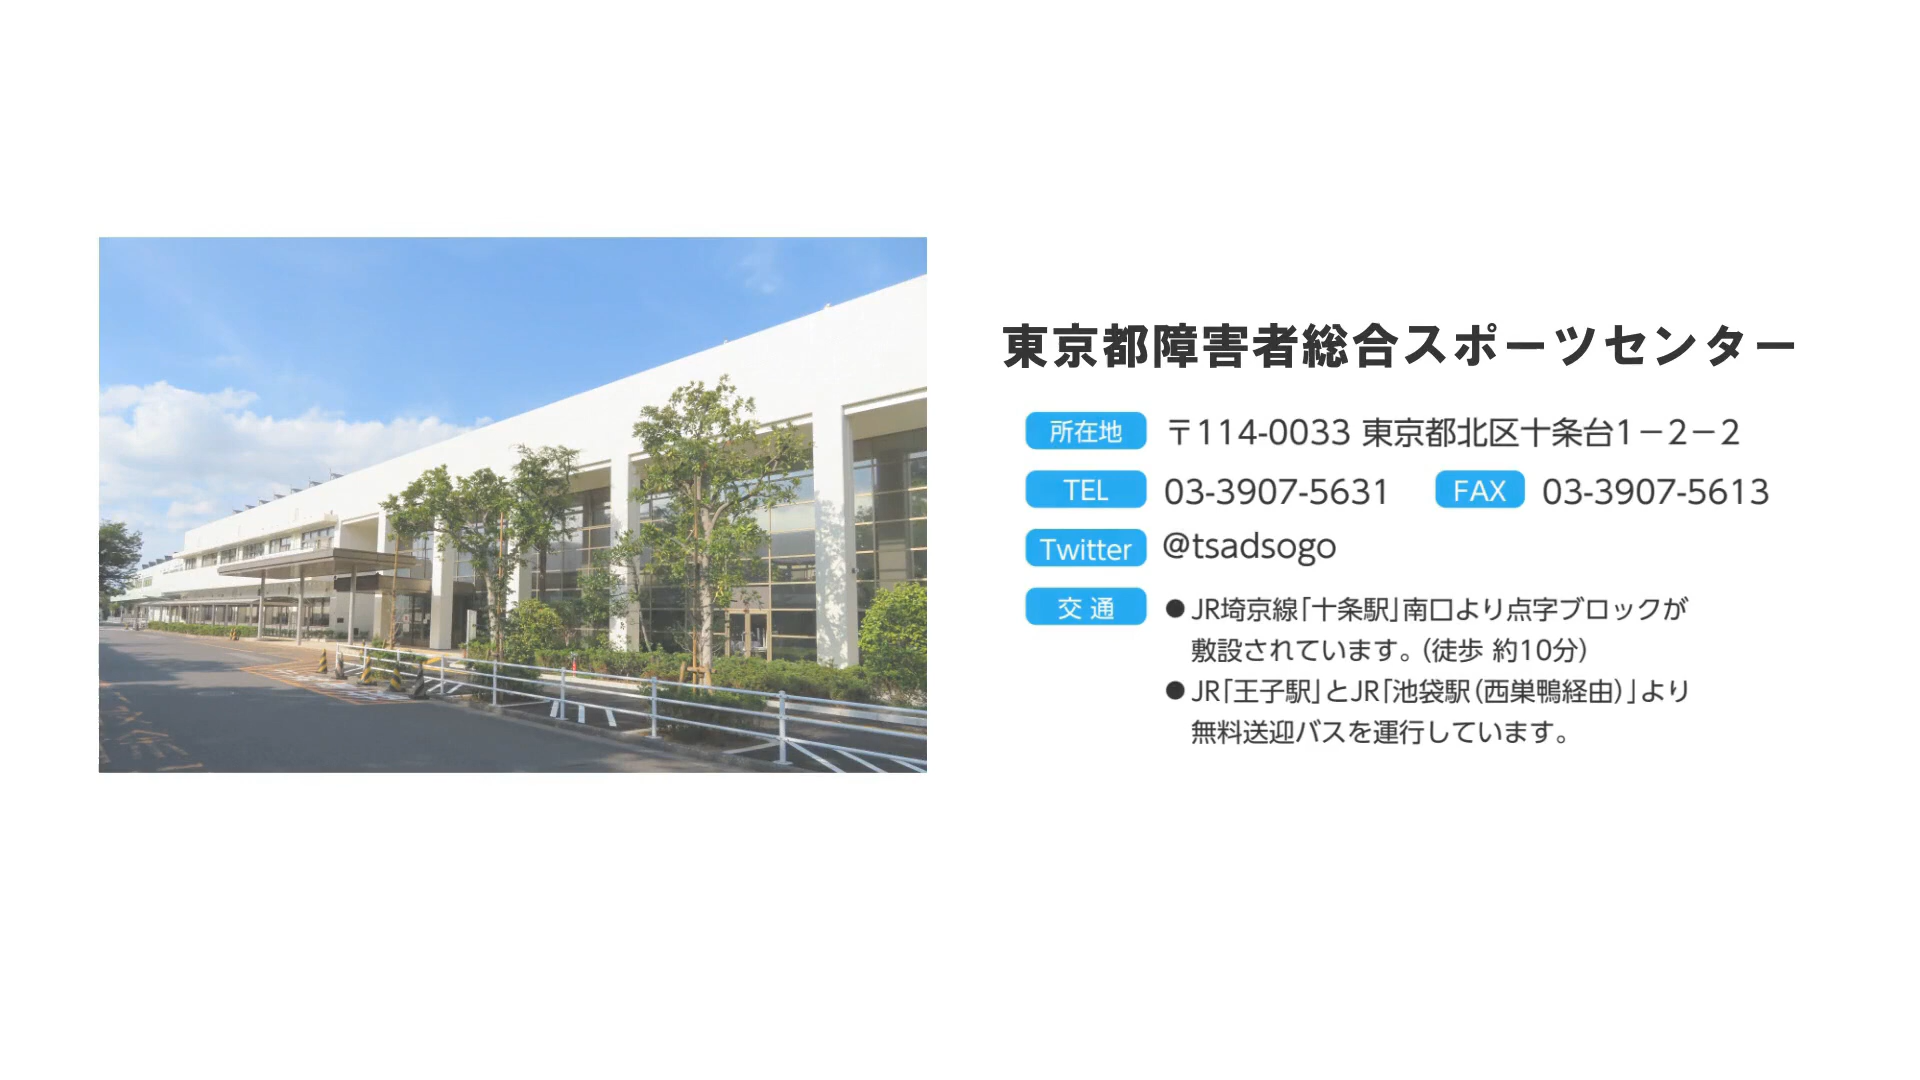 東京都障害者総合スポーツセンター
所在地 〒114-0033 東京都北区十条台1－2－2
TEL 03-3907-5631 FAX 03-3907-5613
Twitter @tsadsogo
交 通 ●JR埼京線｢十条駅｣南口より点字ブロックが
敷設されています。（徒歩 約10分）
●JR｢王子駅｣とJR｢池袋駅（西巣鴨経由）｣より
無料送迎バスを運行しています。